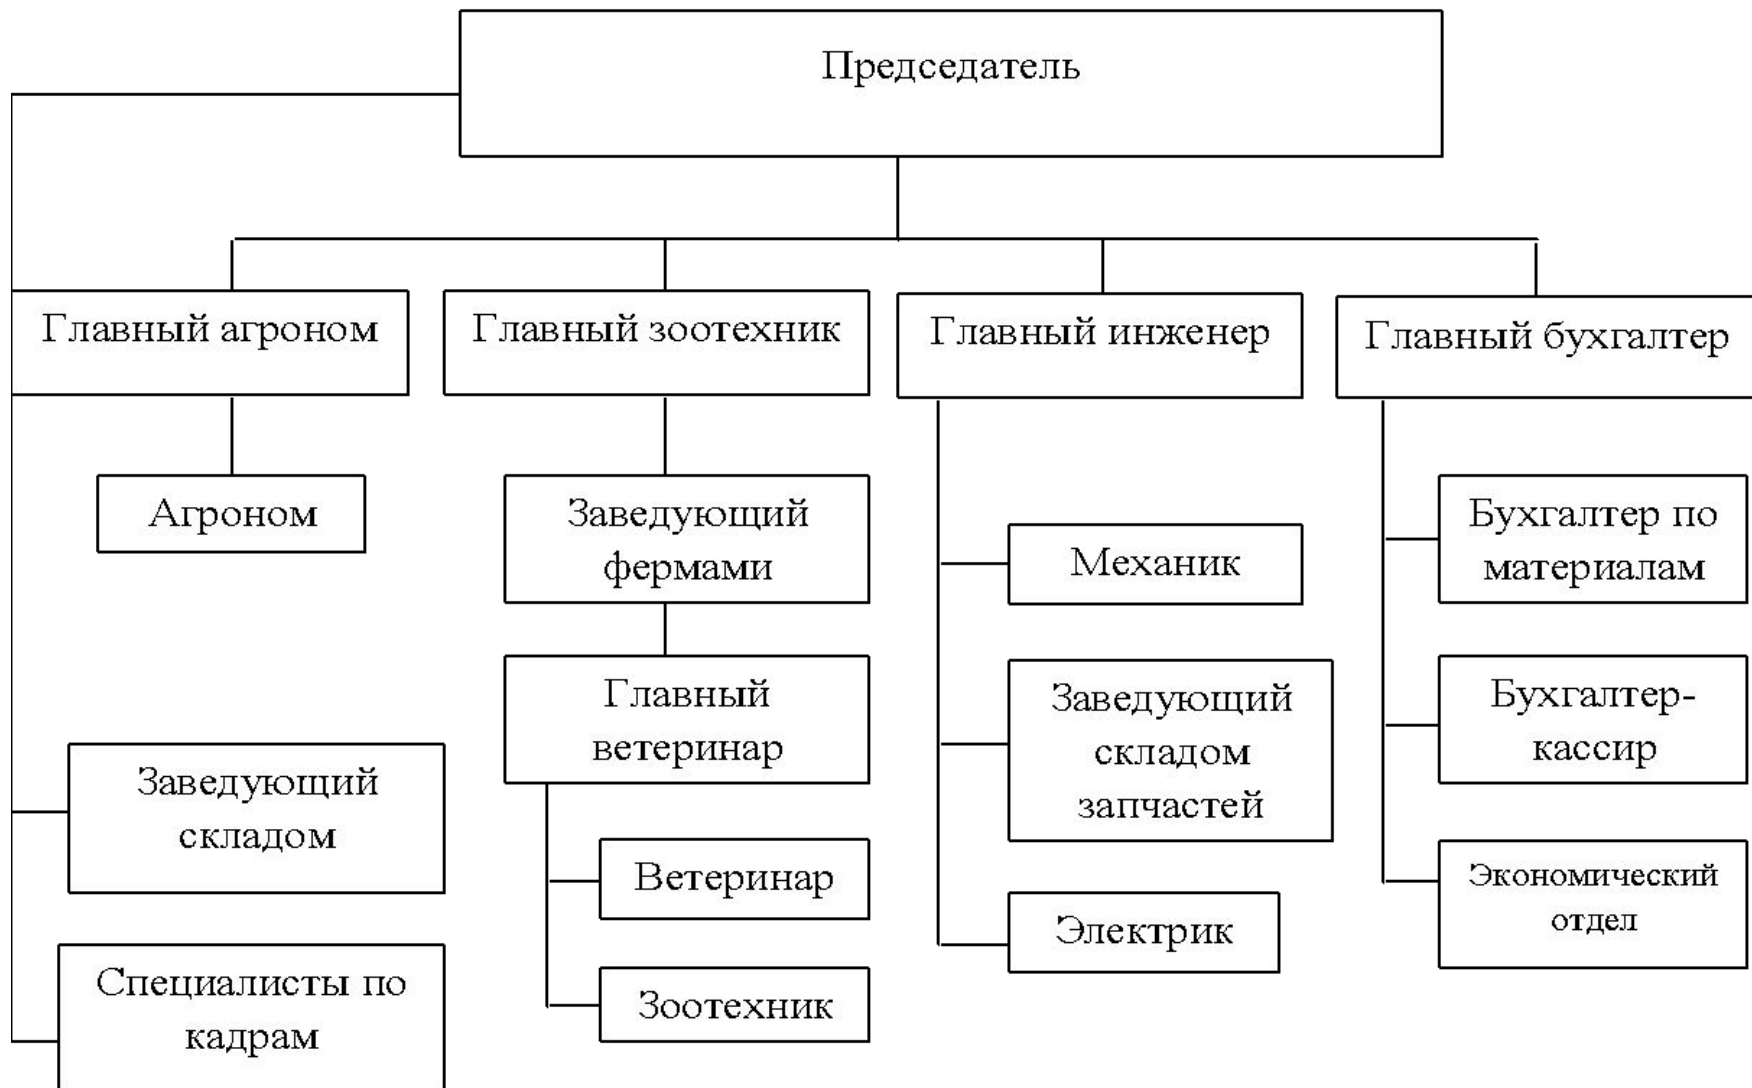 Председатель
Главный агроном
Главный зоотехник
Главный инженер
Главный бухгалтер
Агроном
Заведующий
складом
Специалисты по
кадрам
Заведующий
фермами
Главный
ветеринар
Ветеринар
Зоотехник
Механик
Заведующий
складом
запчастей
Электрик
Бухгалтер по
материалам
Бухгалтер-
кассир
Экономический
отдел